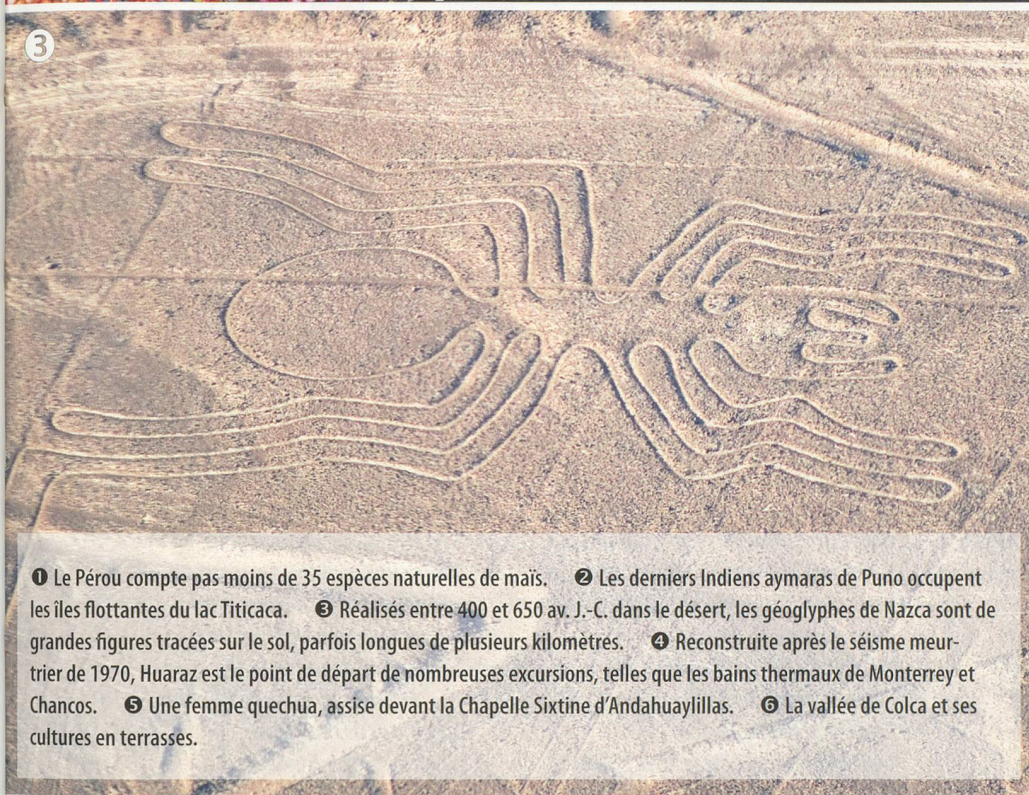 ❸
❶ Le Pérou compte pas moins de 35 espèces naturelles de maïs. ❷ Les derniers Indiens aymaras de Puno occupent
les îles flottantes du lac Titicaca. ❸ Réalisés entre 400 et 650 av. J.-C. dans le désert, les géoglyphes de Nazca sont de
grandes figures tracées sur le sol, parfois longues de plusieurs kilomètres. ❹ Reconstruite après le séisme meur-
trier de 1970, Huaraz est le point de départ de nombreuses excursions, telles que les bains thermaux de Monterrey et
Chancos. ❺ Une femme quechua, assise devant la Chapelle Sixtine d'Andahuaylillas. ❻ La vallée de Colca et ses
cultures en terrasses.